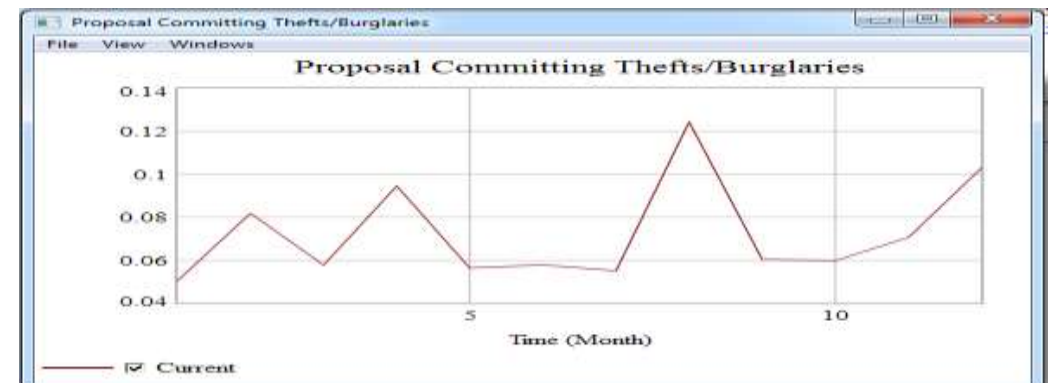 Proposal Committing Thefts/Burglaries
File View Windows
Proposal Committing Thefts/Burglaries
0.14
0.12
0.1
0.08
0.06
0.04
5 10
Time (Month)
Current